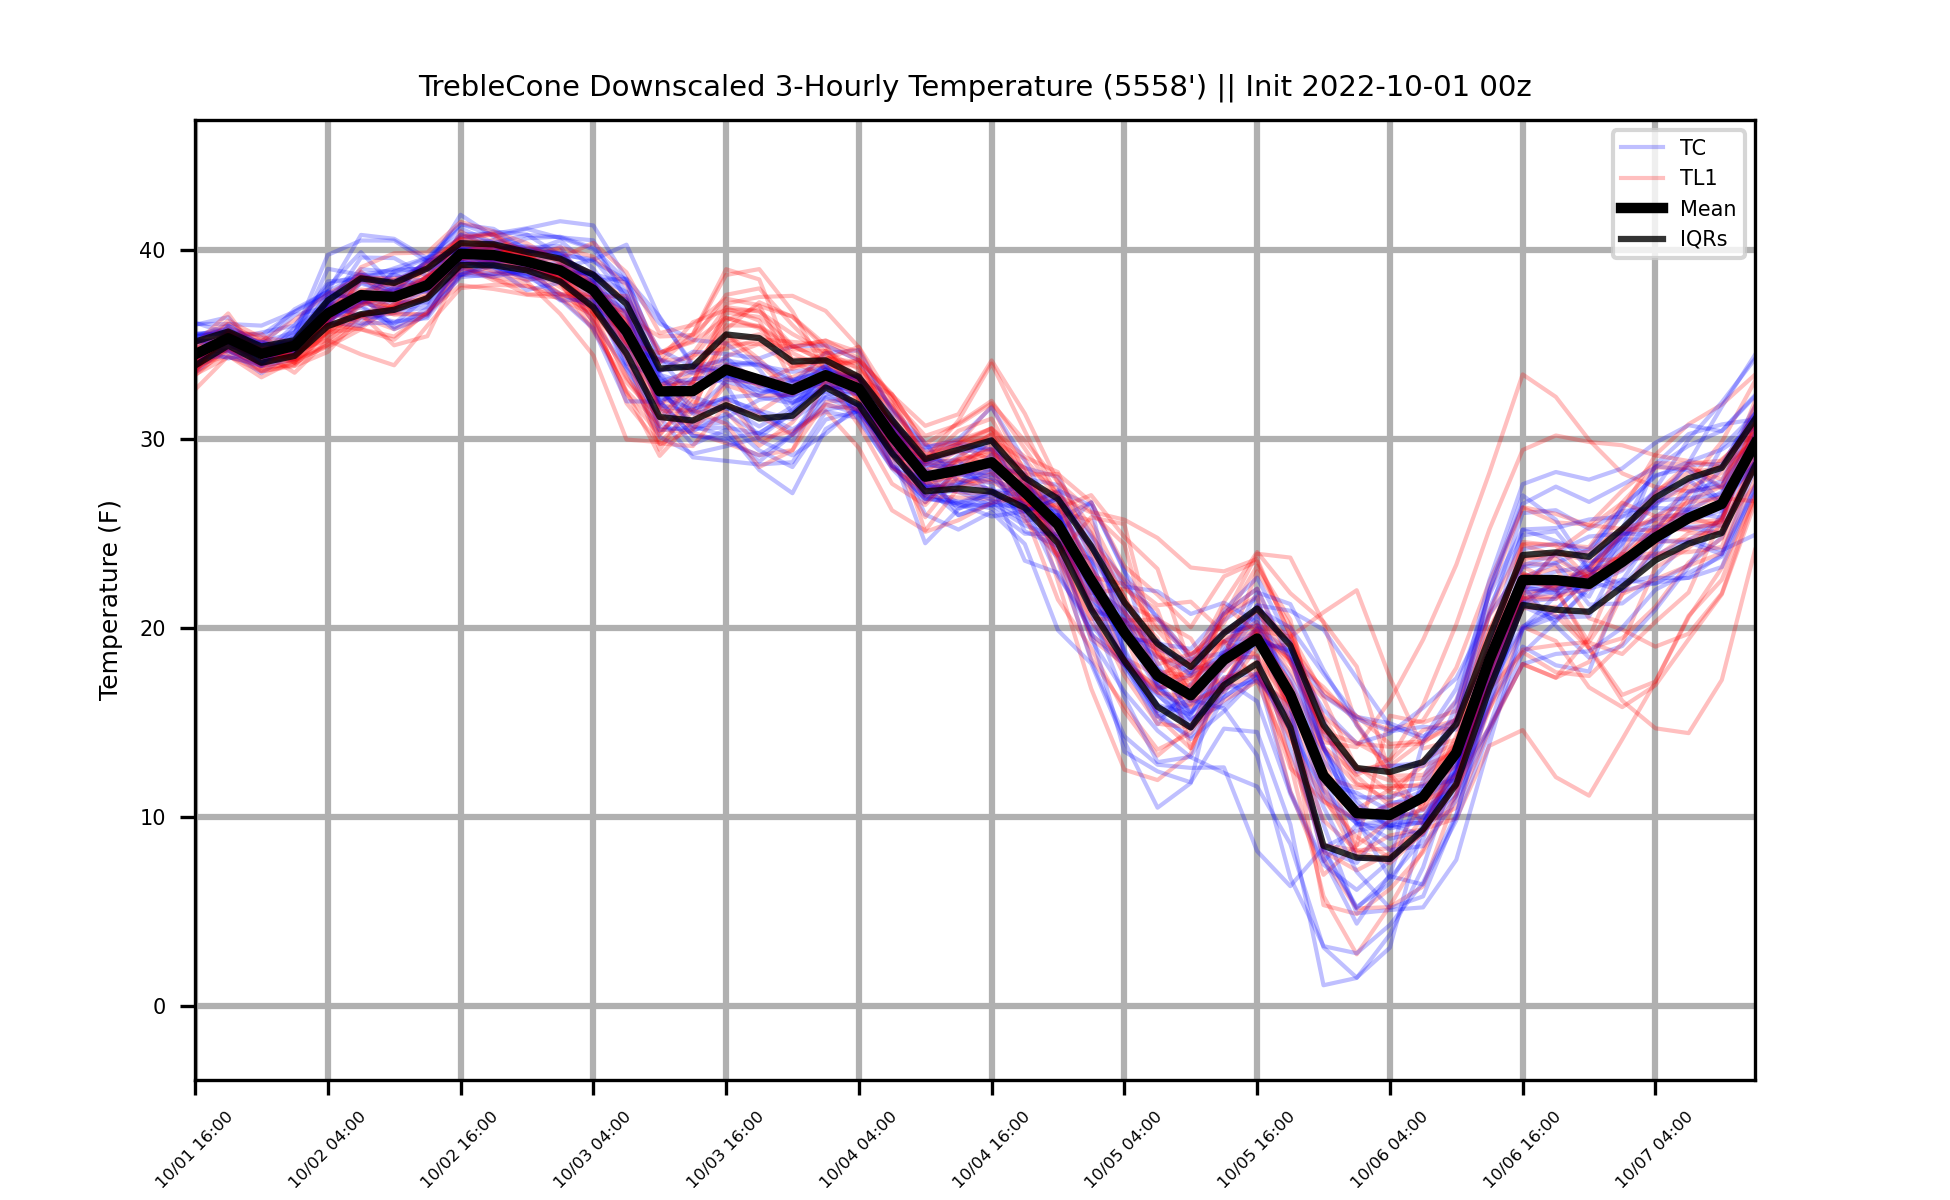 TrebleCone Downscaled 3-Hourly Temperature (5558') || Init 2022-10-01 00z
TC
TL1
Mean
IQRs
Temperature (F)
40
30
20
10
0
10/01 16:00
10/02 04:00
10/02 16:00
10/03 04:00
10/03 16:00
10/04 04:00
10/04 16:00
10/05 04:00
10/05 16:00
10/06 04:00
10/06 16:00
10/07 04:00